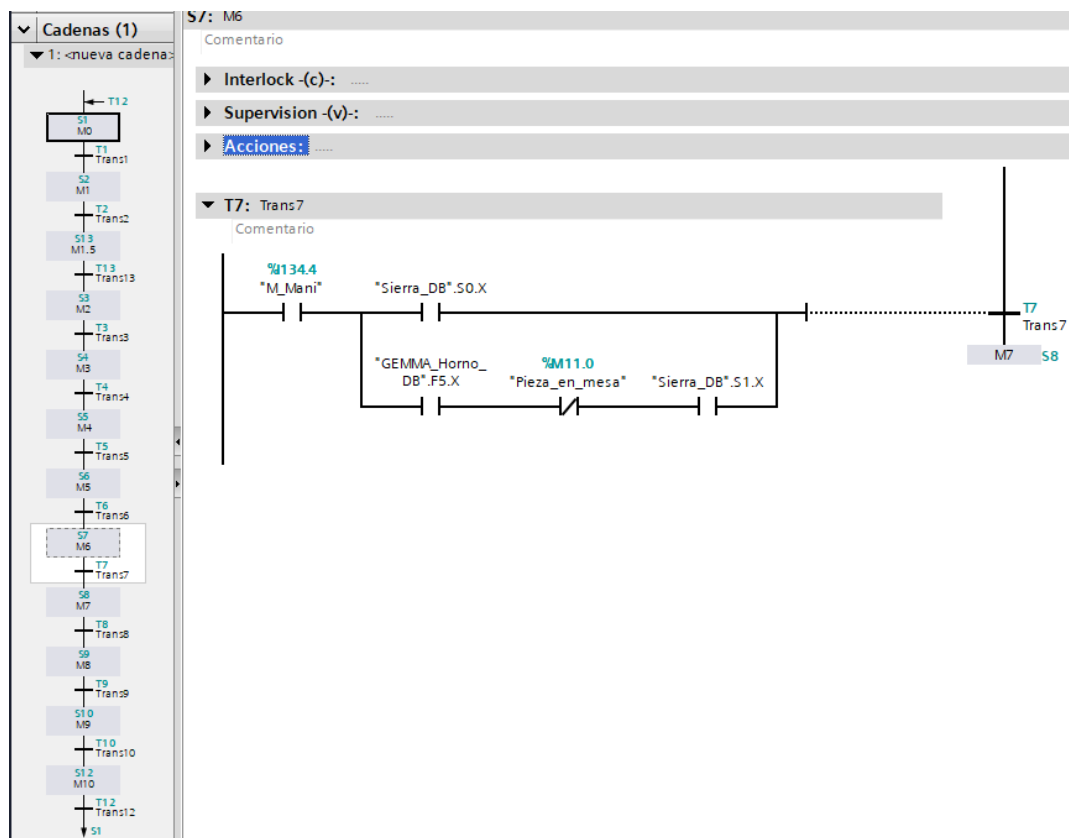 Cadenas (1)
1: <nueva cadena>
T12
S1
M0
T1
Trans1
S2
M1
T2
Trans2
S13
M1.5
T13
Trans13
S3
M2
T3
Trans3
S4
M3
T4
Trans4
S5
M4
T5
Trans5
S6
M5
T6
Trans6
S7
M6
T7
Trans7
S8
M7
T8
Trans8
S9
M8
T9
Trans9
S10
M9
T10
Trans10
S12
M10
T12
Trans12
S1
S7: M6
Comentario
Interlock -(c)-: .....
Supervision -(v)-: .....
Acciones: .....
T7: Trans7
Comentario
%I134.4
"M_Mani"
"Sierra_DB".S0.X
"GEMMA_Horno_
DB".F5.X
%M11.0
"Pieza_en_mesa"
"Sierra_DB".S1.X
T7
Trans7
M7 S8